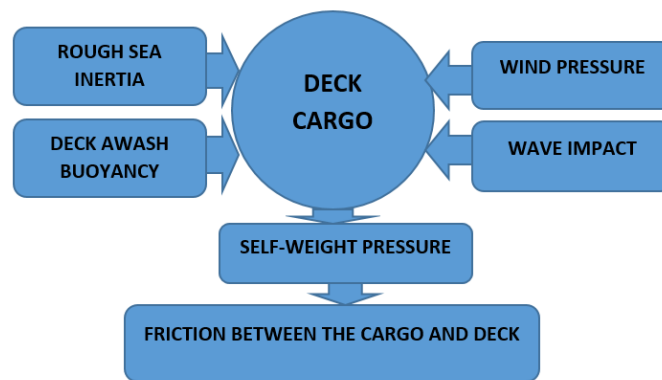 ROUGH SEA
INERTIA
DECK
CARGO
WIND PRESSURE
DECK AWASH
BUOYANCY
WAVE IMPACT
SELF-WEIGHT PRESSURE
FRICTION BETWEEN THE CARGO AND DECK